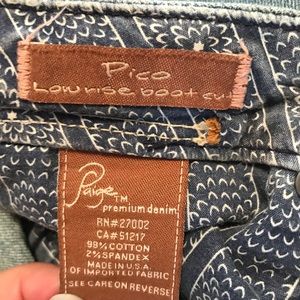 Pico
Low rise boot cut
Paige™
premium denim
RN#27002
CA#51217
98% COTTON
2% SPANDEX
MADE IN U.S.A.
OF IMPORTED FABRIC
SEE CARE ON REVERSE